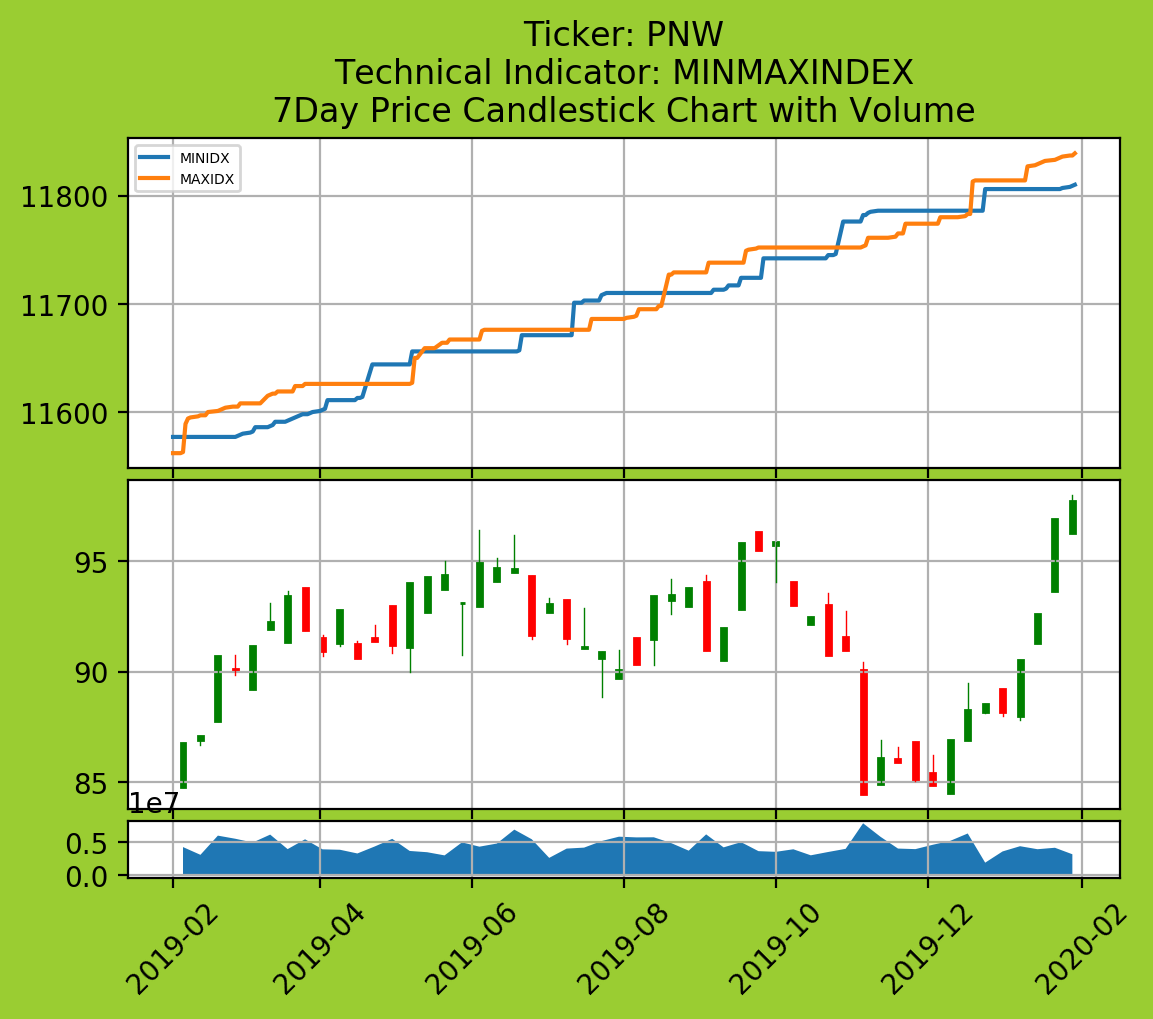 Ticker: PNW
Technical Indicator: MINMAXINDEX
7Day Price Candlestick Chart with Volume
MINIDX
MAXIDX
11800
11700
11600
95
90
85
1e7
0.5
0.0
2019-02
2019-04
2019-06
2019-08
2019-10
2019-12
2020-02